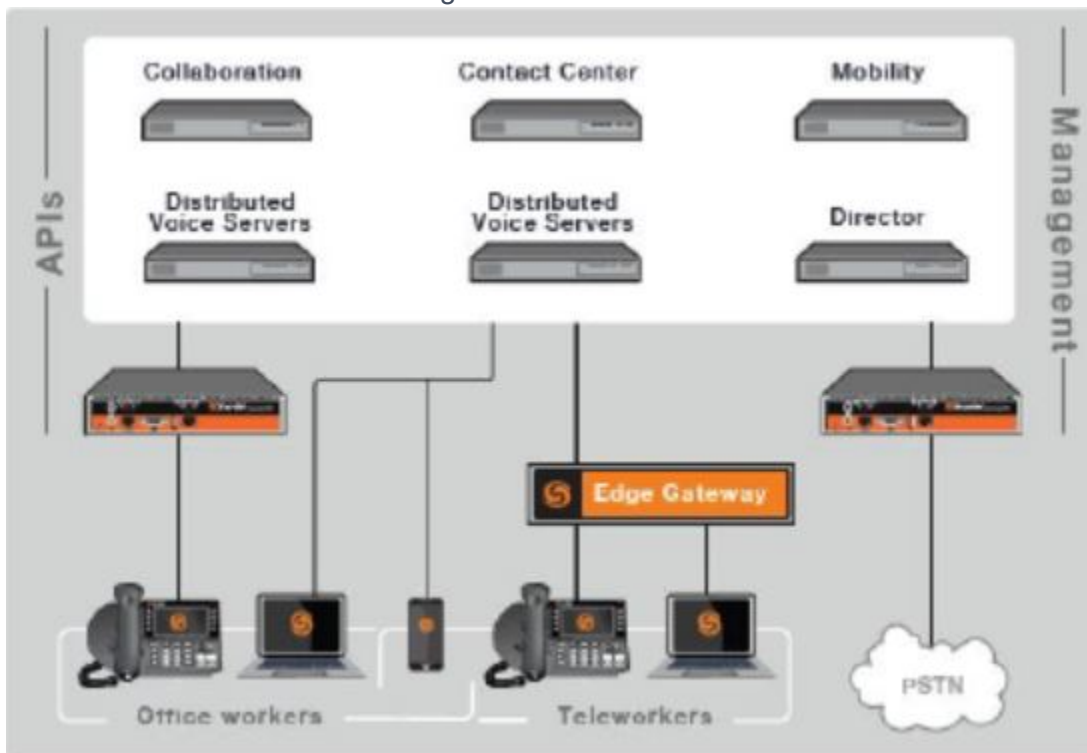 Collaboration
Contact Center
Mobility
Distributed
Voice Servers
Distributed
Voice Servers
Director
APIs
Management
Edge Gateway
Office workers
Teleworkers
PSTN